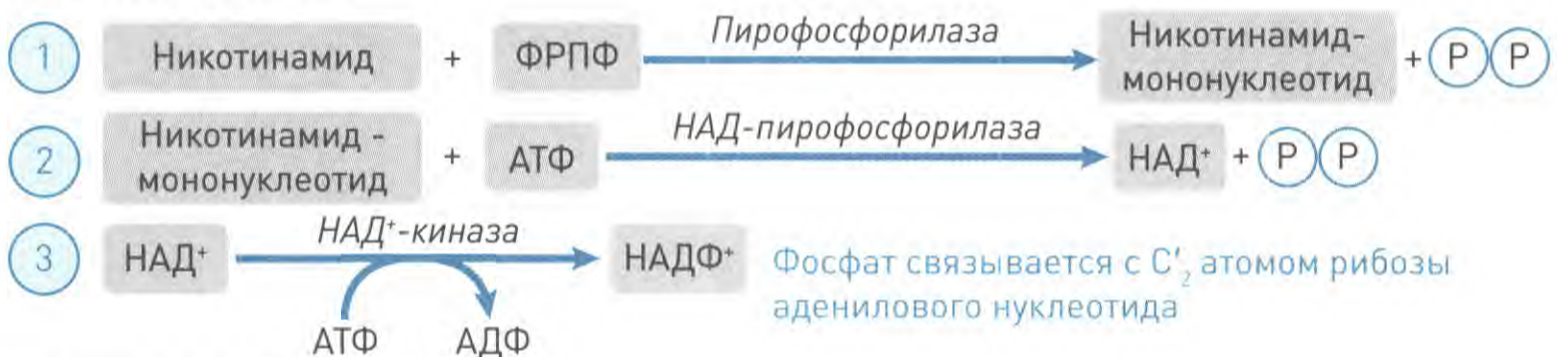 1 Никотинамид + ФРПФ Пирофосфорилаза Никотинамид-
мононуклеотид + P P
2 Никотинамид -
мононуклеотид + АТФ НАД-пирофосфорилаза НАД⁺ + P P
3 НАД⁺ НАД⁺-киназа НАДФ⁺ Фосфат связывается с C′₂ атомом рибозы
аденилового нуклеотида
АТФ АДФ